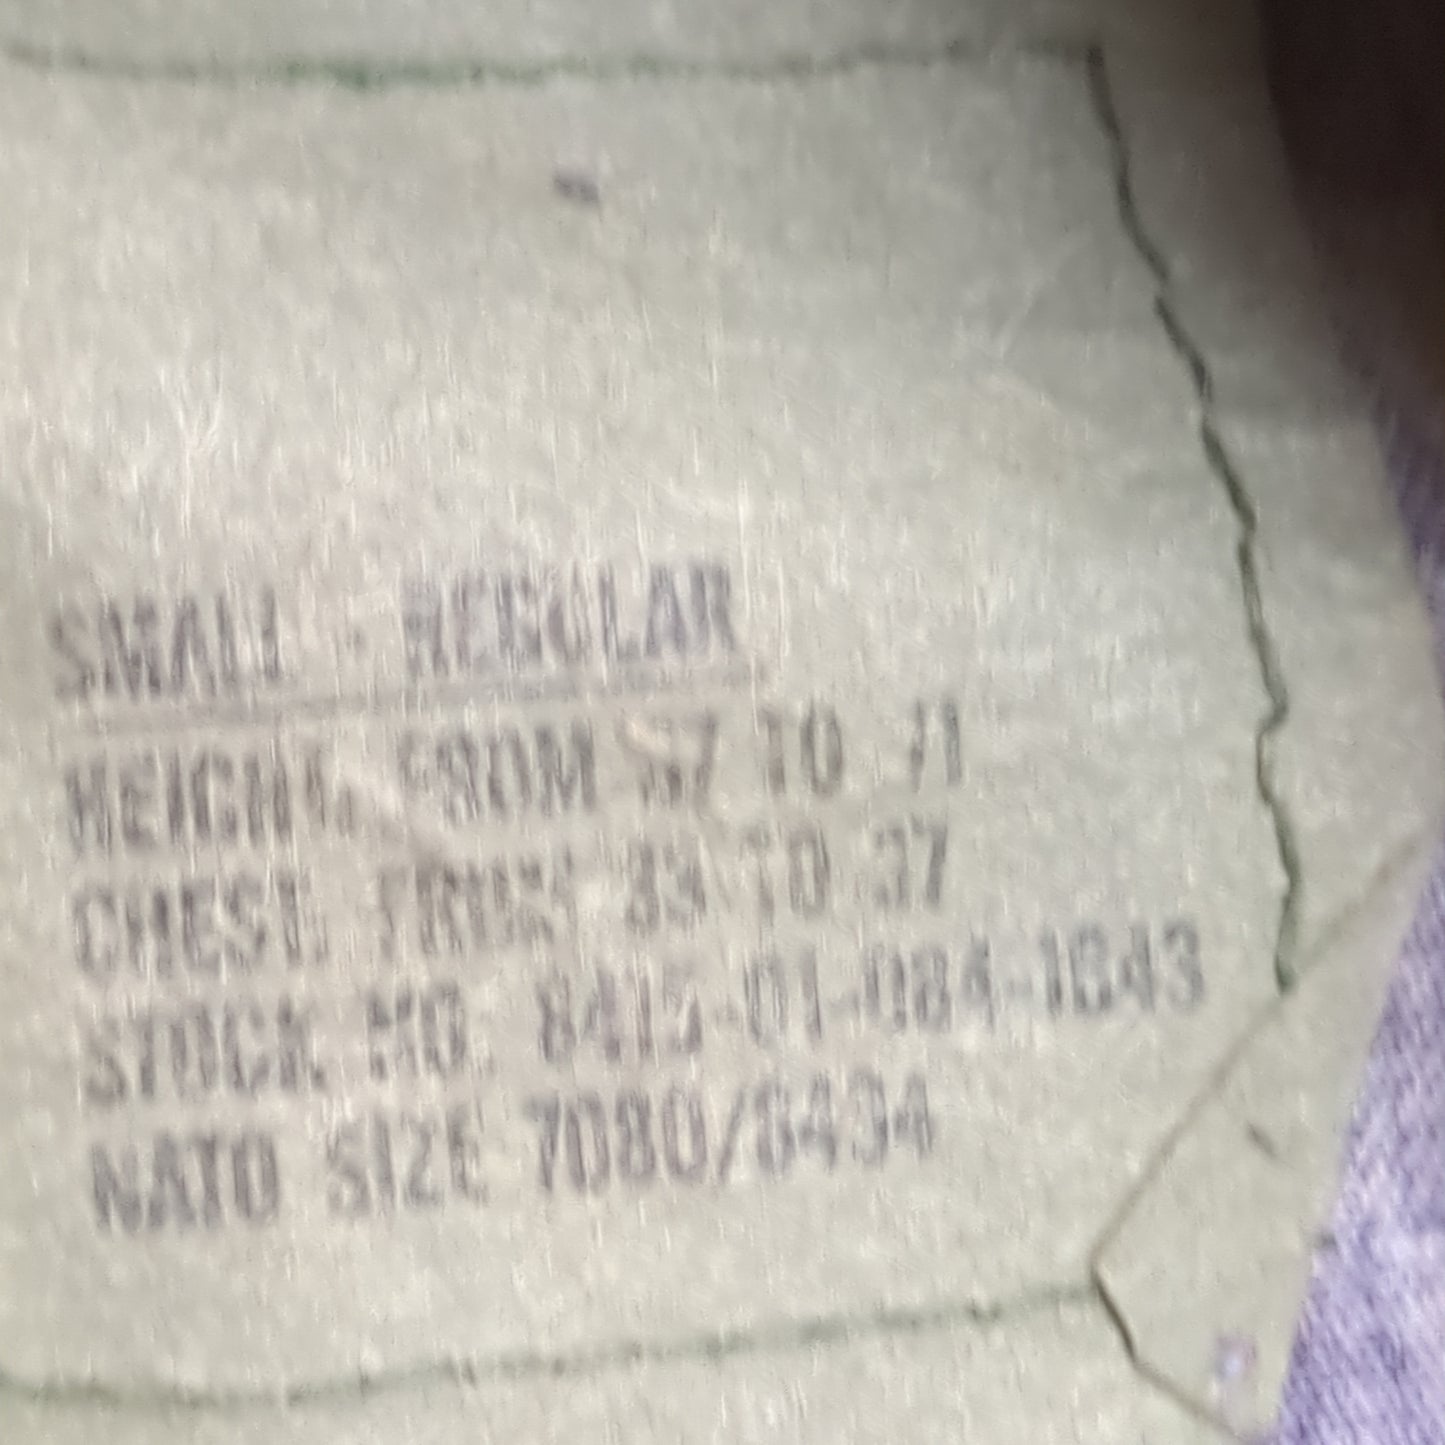 SMALL - REGULAR
HEIGHT: FROM 67 TO 71
CHEST: FROM 33 TO 37
STOCK NO. 8415-01-084-1643
NATO SIZE 7080/8494